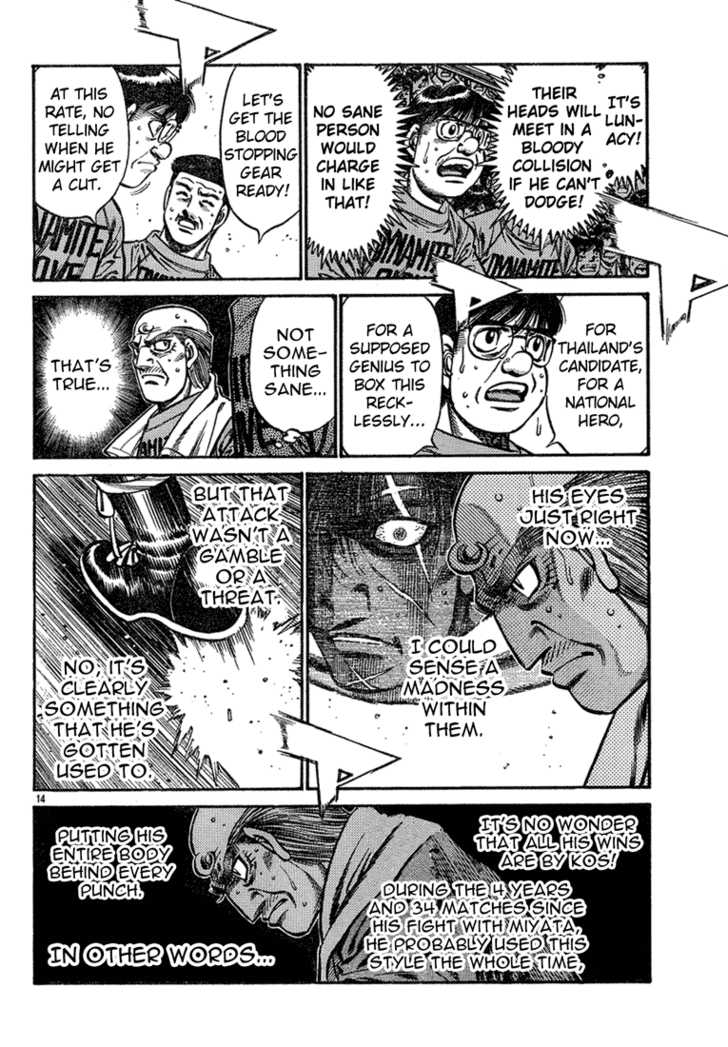 IT'S
LUN-
ACY!
THEIR
HEADS WILL
MEET IN A
BLOODY
COLLISION
IF HE CAN'T
DODGE!
NO SANE
PERSON
WOULD
CHARGE
IN LIKE
THAT!
DYNAMITE
DYNAMITE
LET'S
GET THE
BLOOD
STOPPING
GEAR
READY!
AT THIS
RATE, NO
TELLING
WHEN HE
MIGHT GET
A CUT.
NAMITE
FOR
THAILAND'S
CANDIDATE,
FOR A
NATIONAL
HERO,
FOR A
SUPPOSED
GENIUS TO
BOX THIS
RECK-
LESSLY...
NOT
SOME-
THING
SANE...
THAT'S
TRUE...
HIS EYES
JUST RIGHT
NOW...
I COULD
SENSE A
MADNESS
WITHIN
THEM.
BUT THAT
ATTACK
WASN'T A
GAMBLE
OR A
THREAT.
NO, IT'S
CLEARLY
SOMETHING
THAT HE'S
GOTTEN
USED TO.
14
IT'S NO WONDER
THAT ALL HIS WINS
ARE BY KOS!
DURING THE 4 YEARS
AND 34 MATCHES SINCE
HIS FIGHT WITH MIYATA,
HE PROBABLY USED THIS
STYLE THE WHOLE TIME,
PUTTING HIS
ENTIRE BODY
BEHIND EVERY
PUNCH.
IN OTHER WORDS...